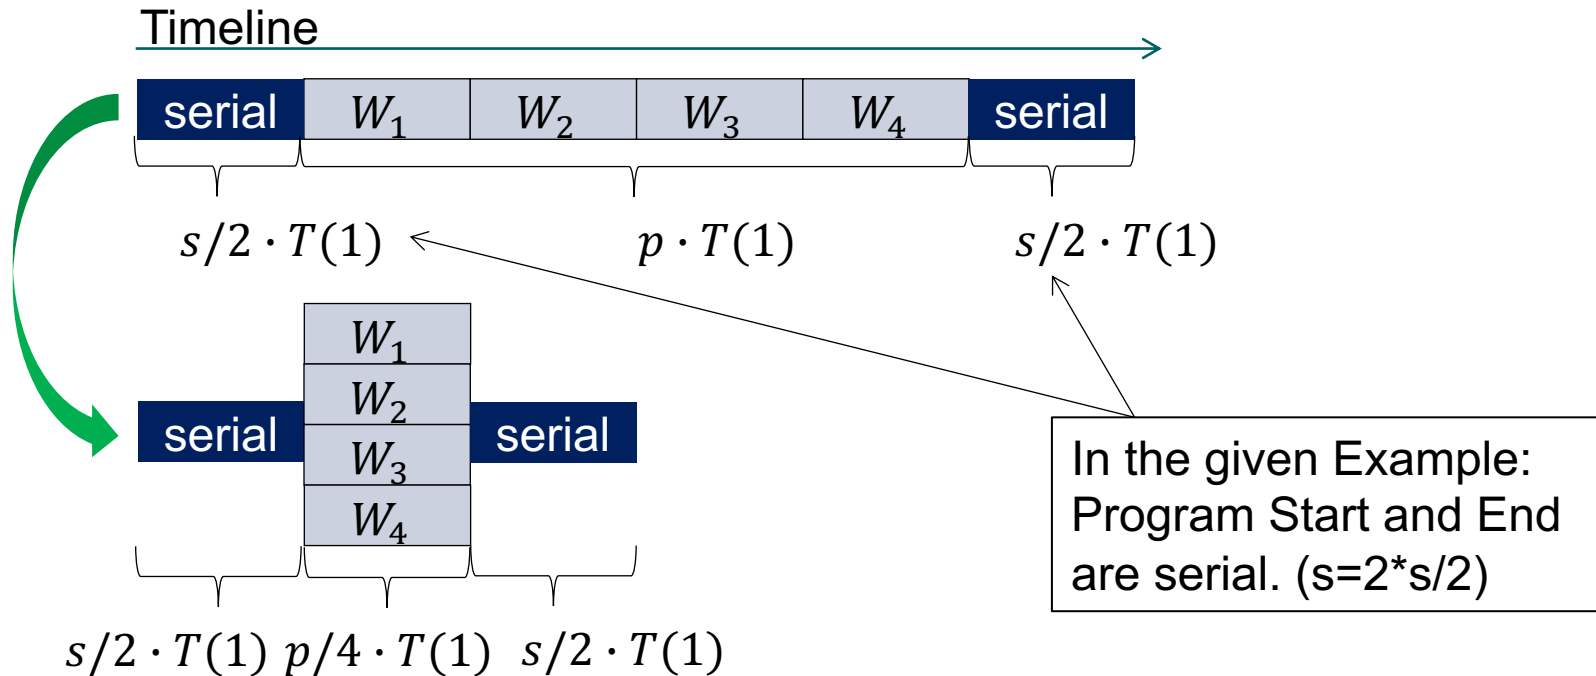 Timeline
serial W₁ W₂ W₃ W₄ serial
s/2 · T(1) p · T(1) s/2 · T(1)
W₁
W₂
serial serial
W₃
W₄
In the given Example:
Program Start and End
are serial. (s=2*s/2)
s/2 · T(1) p/4 · T(1) s/2 · T(1)